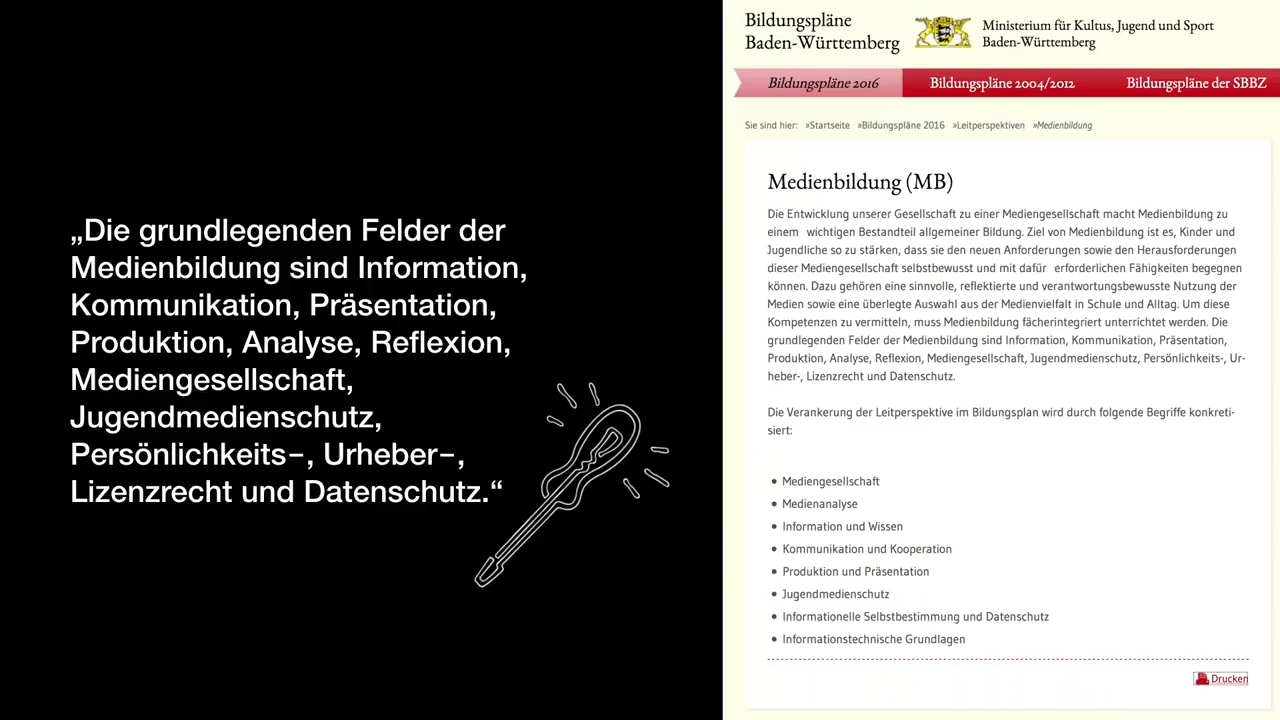 „Die grundlegenden Felder der
Medienbildung sind Information,
Kommunikation, Präsentation,
Produktion, Analyse, Reflexion,
Mediengesellschaft,
Jugendmedienschutz,
Persönlichkeits–, Urheber–,
Lizenzrecht und Datenschutz.“
Bildungspläne
Baden-Württemberg
Ministerium für Kultus, Jugend und Sport
Baden-Württemberg
Bildungspläne 2016 Bildungspläne 2004/2012 Bildungspläne der SBBZ
Sie sind hier: »Startseite »Bildungspläne 2016 »Leitperspektiven »Medienbildung
Medienbildung (MB)
Die Entwicklung unserer Gesellschaft zu einer Mediengesellschaft macht Medienbildung zu
einem wichtigen Bestandteil allgemeiner Bildung. Ziel von Medienbildung ist es, Kinder und
Jugendliche so zu stärken, dass sie den neuen Anforderungen sowie den Herausforderungen
dieser Mediengesellschaft selbstbewusst und mit dafür erforderlichen Fähigkeiten begegnen
können. Dazu gehören eine sinnvolle, reflektierte und verantwortungsbewusste Nutzung der
Medien sowie eine überlegte Auswahl aus der Medienvielfalt in Schule und Alltag. Um diese
Kompetenzen zu vermitteln, muss Medienbildung fächerintegriert unterrichtet werden. Die
grundlegenden Felder der Medienbildung sind Information, Kommunikation, Präsentation,
Produktion, Analyse, Reflexion, Mediengesellschaft, Jugendmedienschutz, Persönlichkeits-, Ur-
heber-, Lizenzrecht und Datenschutz.
Die Verankerung der Leitperspektive im Bildungsplan wird durch folgende Begriffe konkreti-
siert:
• Mediengesellschaft
• Medienanalyse
• Information und Wissen
• Kommunikation und Kooperation
• Produktion und Präsentation
• Jugendmedienschutz
• Informationelle Selbstbestimmung und Datenschutz
• Informationstechnische Grundlagen
Drucken